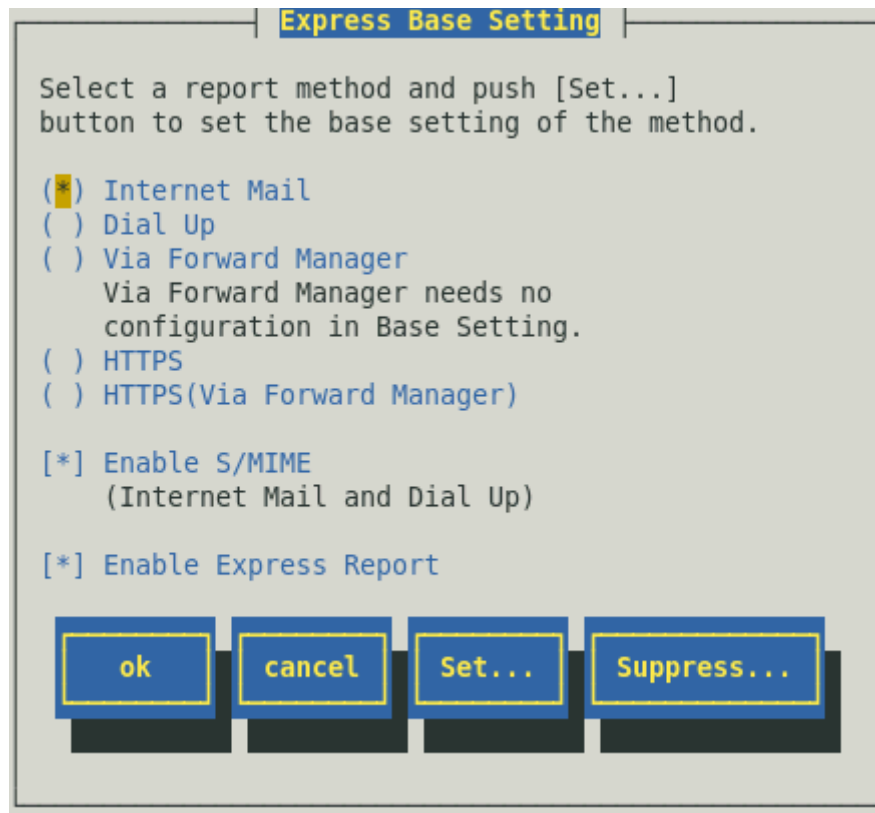 Express Base Setting
Select a report method and push [Set...]
button to set the base setting of the method.
(*) Internet Mail
( ) Dial Up
( ) Via Forward Manager
Via Forward Manager needs no
configuration in Base Setting.
( ) HTTPS
( ) HTTPS(Via Forward Manager)
[*] Enable S/MIME
(Internet Mail and Dial Up)
[*] Enable Express Report
ok cancel Set... Suppress...